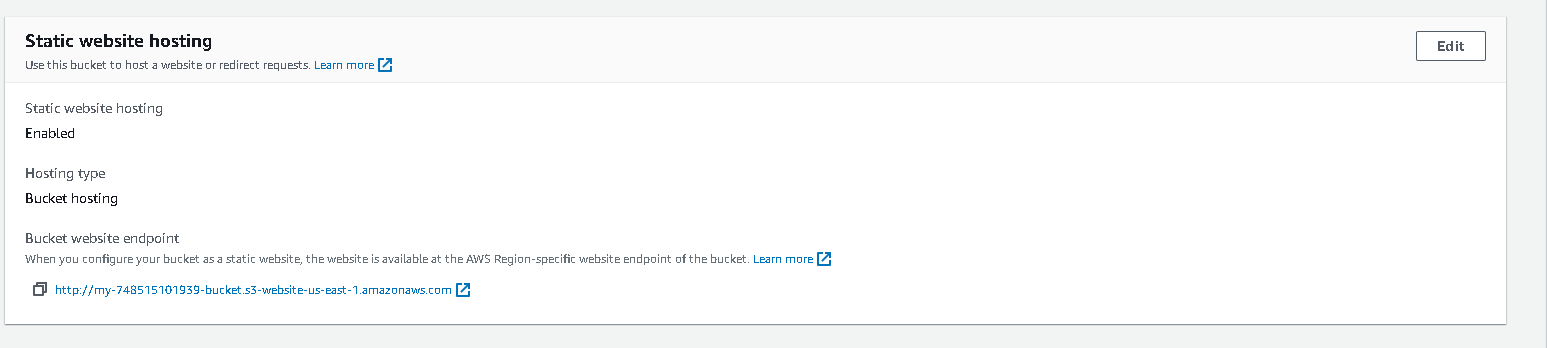 Static website hosting
Edit
Use this bucket to host a website or redirect requests. Learn more
Static website hosting
Enabled
Hosting type
Bucket hosting
Bucket website endpoint
When you configure your bucket as a static website, the website is available at the AWS Region-specific website endpoint of the bucket. Learn more
http://my-748515101939-bucket.s3-website-us-east-1.amazonaws.com